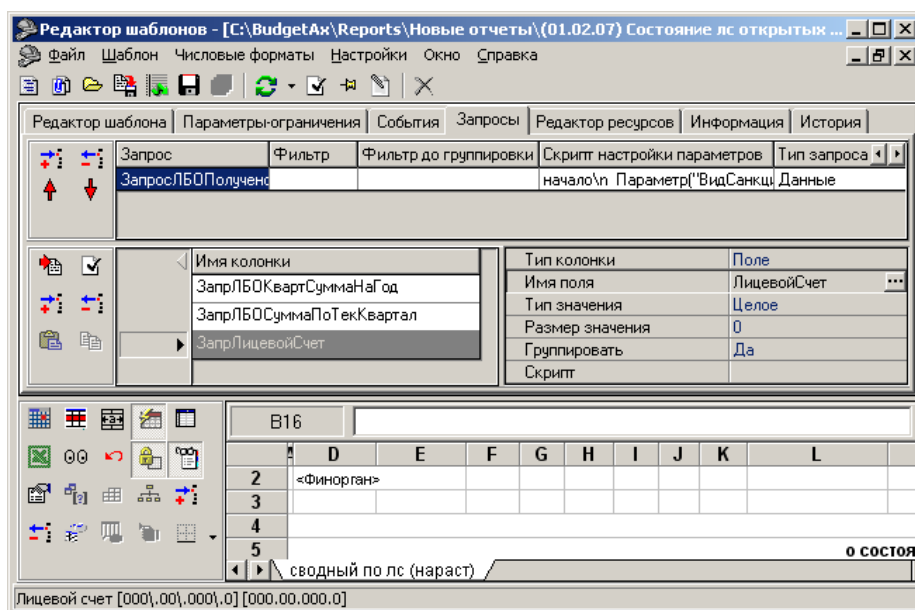 Редактор шаблонов - [C:\BudgetAx\Reports\Новые отчеты\(01.02.07) Состояние лс открытых ...
Файл Шаблон Числовые форматы Настройки Окно Справка
Редактор шаблона Параметры-ограничения События Запросы Редактор ресурсов Информация История
Запрос Фильтр Фильтр до группировки Скрипт настройки параметров Тип запроса
ЗапросЛБОПолучено начало\n Параметр("ВидСанкц Данные
Имя колонки Тип колонки Поле
ЗапрЛБОКвартСуммаНаГод Имя поля ЛицевойСчет ...
ЗапрЛБОСуммаПоТекКвартал Тип значения Целое
Размер значения 0
ЗапрЛицевойСчет Группировать Да
Скрипт
B16
D E F G H I J K L
2 <Финорган>
3
4
5 о состоя
сводный по лс (нараст)
Лицевой счет [000\.00\.000\.0] [000.00.000.0]